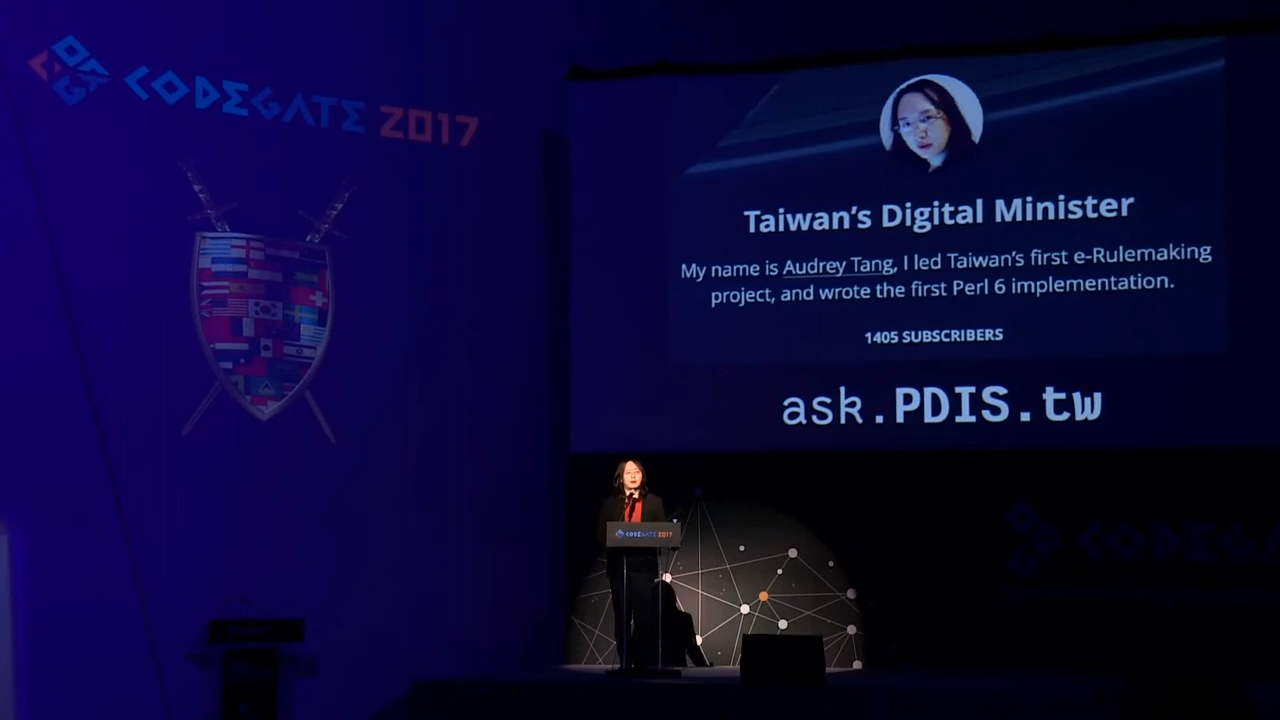 CODEGATE 2017
Taiwan's Digital Minister
My name is Audrey Tang, I led Taiwan's first e-Rulemaking
project, and wrote the first Perl 6 implementation.
1405 SUBSCRIBERS
ask.PDIS.tw
CODEGATE 2017
CODEGA